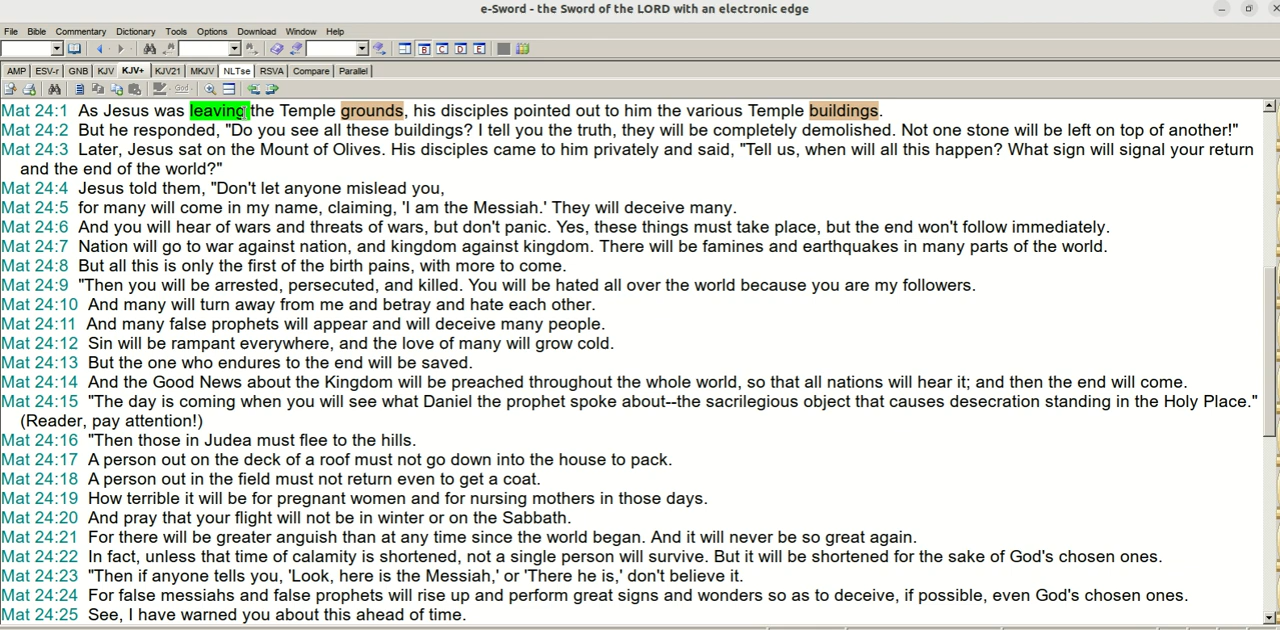 e-Sword - the Sword of the LORD with an electronic edge
File Bible Commentary Dictionary Tools Options Download Window Help
B C D E
AMP ESV-r GNB KJV KJV+ KJV21 MKJV NLTse RSVA Compare Parallel
God
Mat 24:1 As Jesus was leaving the Temple grounds, his disciples pointed out to him the various Temple buildings.
Mat 24:2 But he responded, "Do you see all these buildings? I tell you the truth, they will be completely demolished. Not one stone will be left on top of another!"
Mat 24:3 Later, Jesus sat on the Mount of Olives. His disciples came to him privately and said, "Tell us, when will all this happen? What sign will signal your return
and the end of the world?"
Mat 24:4 Jesus told them, "Don't let anyone mislead you,
Mat 24:5 for many will come in my name, claiming, 'I am the Messiah.' They will deceive many.
Mat 24:6 And you will hear of wars and threats of wars, but don't panic. Yes, these things must take place, but the end won't follow immediately.
Mat 24:7 Nation will go to war against nation, and kingdom against kingdom. There will be famines and earthquakes in many parts of the world.
Mat 24:8 But all this is only the first of the birth pains, with more to come.
Mat 24:9 "Then you will be arrested, persecuted, and killed. You will be hated all over the world because you are my followers.
Mat 24:10 And many will turn away from me and betray and hate each other.
Mat 24:11 And many false prophets will appear and will deceive many people.
Mat 24:12 Sin will be rampant everywhere, and the love of many will grow cold.
Mat 24:13 But the one who endures to the end will be saved.
Mat 24:14 And the Good News about the Kingdom will be preached throughout the whole world, so that all nations will hear it; and then the end will come.
Mat 24:15 "The day is coming when you will see what Daniel the prophet spoke about--the sacrilegious object that causes desecration standing in the Holy Place."
(Reader, pay attention!)
Mat 24:16 "Then those in Judea must flee to the hills.
Mat 24:17 A person out on the deck of a roof must not go down into the house to pack.
Mat 24:18 A person out in the field must not return even to get a coat.
Mat 24:19 How terrible it will be for pregnant women and for nursing mothers in those days.
Mat 24:20 And pray that your flight will not be in winter or on the Sabbath.
Mat 24:21 For there will be greater anguish than at any time since the world began. And it will never be so great again.
Mat 24:22 In fact, unless that time of calamity is shortened, not a single person will survive. But it will be shortened for the sake of God's chosen ones.
Mat 24:23 "Then if anyone tells you, 'Look, here is the Messiah,' or 'There he is,' don't believe it.
Mat 24:24 For false messiahs and false prophets will rise up and perform great signs and wonders so as to deceive, if possible, even God's chosen ones.
Mat 24:25 See, I have warned you about this ahead of time.